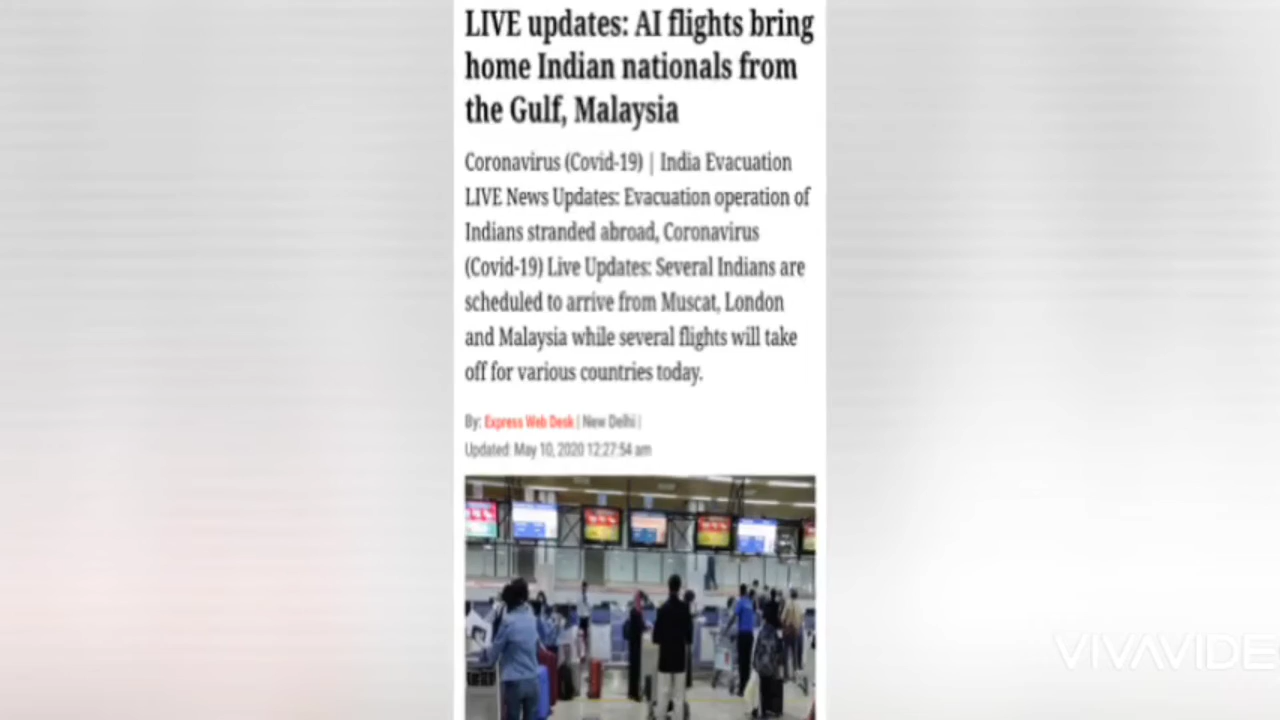 LIVE updates: AI flights bring
home Indian nationals from
the Gulf, Malaysia
Coronavirus (Covid-19) | India Evacuation
LIVE News Updates: Evacuation operation of
Indians stranded abroad, Coronavirus
(Covid-19) Live Updates: Several Indians are
scheduled to arrive from Muscat, London
and Malaysia while several flights will take
off for various countries today.
By: Express Web Desk | New Delhi |
Updated: May 10, 2020 12:27:54 am
VIVAVIDEO